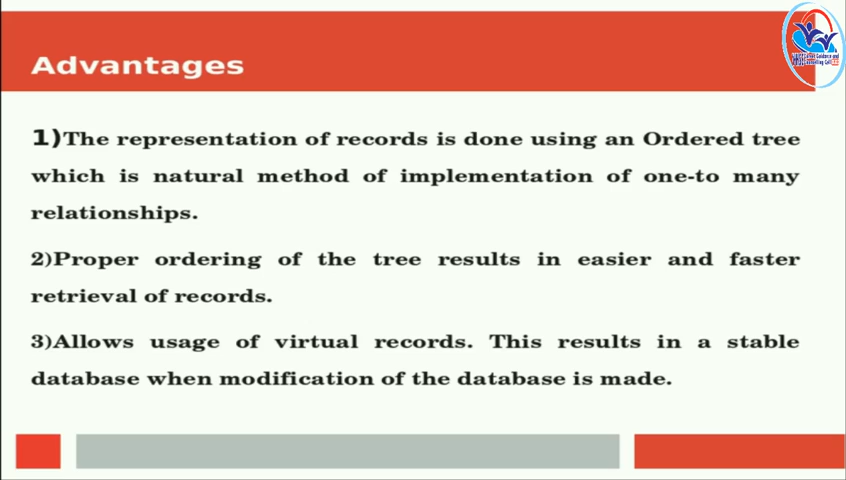 Advantages
1)The representation of records is done using an Ordered tree
which is natural method of implementation of one-to many
relationships.
2)Proper ordering of the tree results in easier and faster
retrieval of records.
3)Allows usage of virtual records. This results in a stable
database when modification of the database is made.